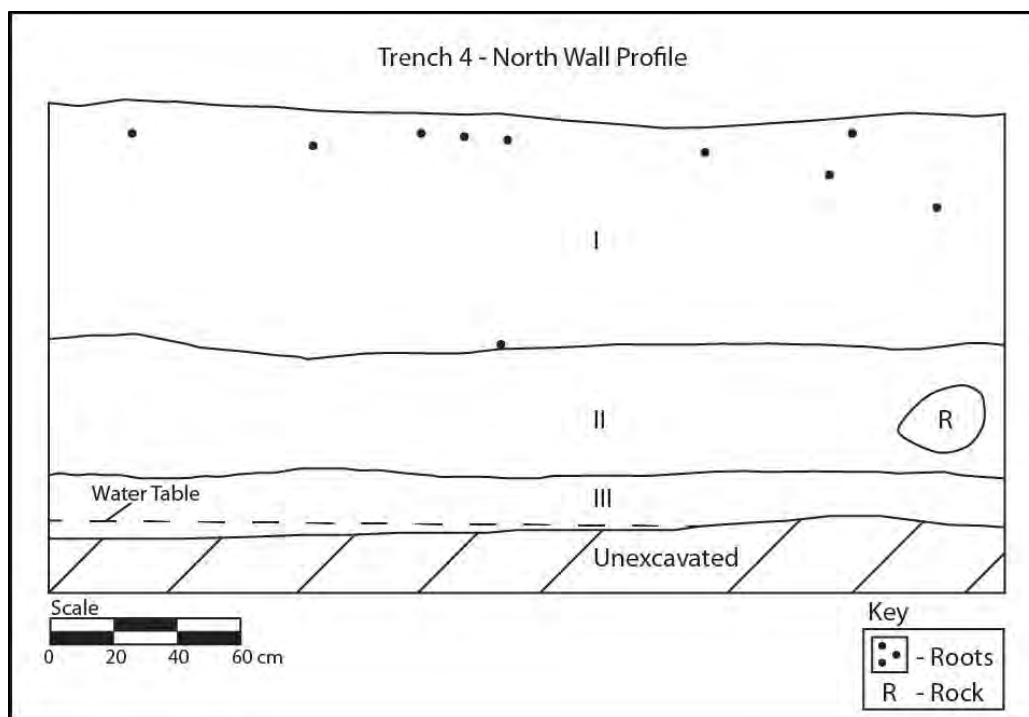 Trench 4 - North Wall Profile
I
II
R
Water Table
III
Unexcavated
Scale
0 20 40 60 cm
Key
- Roots
R - Rock